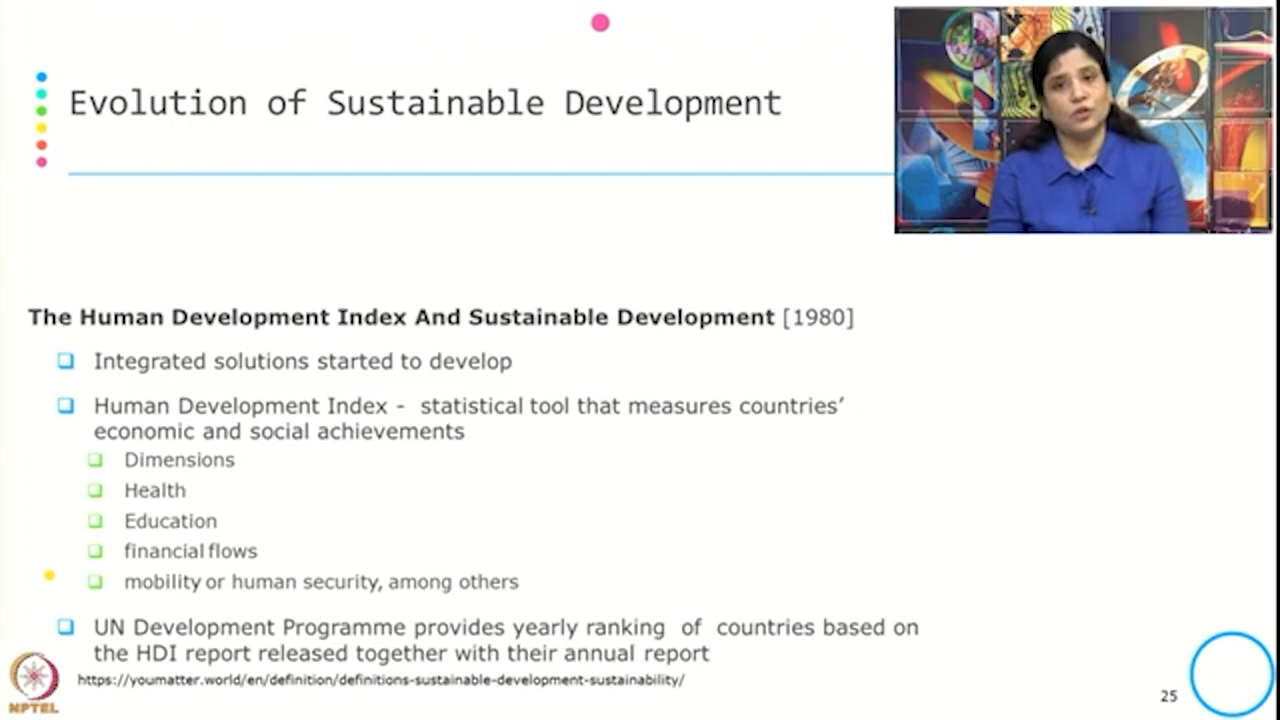 Evolution of Sustainable Development
The Human Development Index And Sustainable Development [1980]
Integrated solutions started to develop
Human Development Index - statistical tool that measures countries’
economic and social achievements
Dimensions
Health
Education
financial flows
mobility or human security, among others
UN Development Programme provides yearly ranking of countries based on
the HDI report released together with their annual report
https://youmatter.world/en/definition/definitions-sustainable-development-sustainability/
NPTEL
25